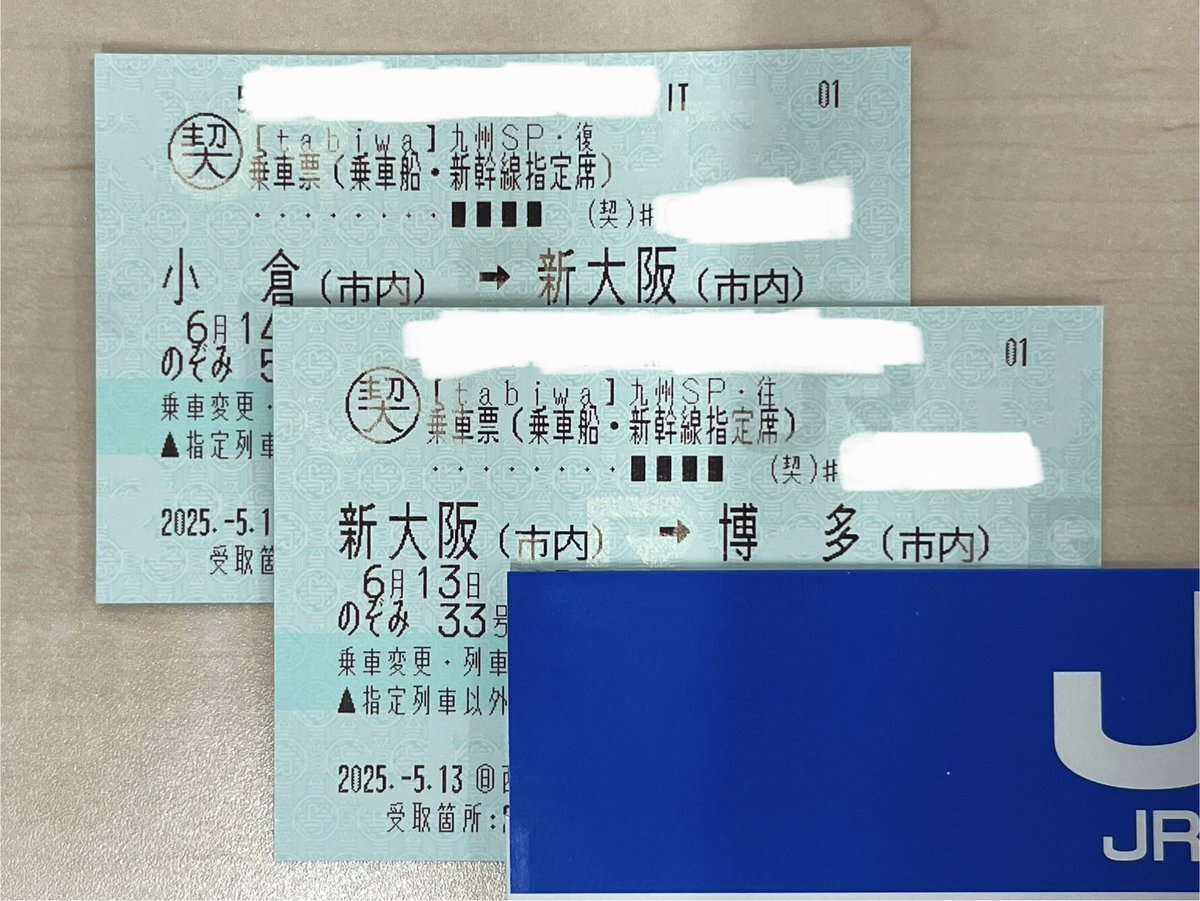 IT 01
契 [tabiwa]九州SP・復
乗車票(乗車船・新幹線指定席)
・・・・・・・・■■■■ (契)#
小 倉(市内) ➡ 新大阪(市内)
6月14
のぞみ 5
乗車変更・
▲指定列車
2025.-5.1
受取箇
01
契 [tabiwa]九州SP・往
乗車票(乗車船・新幹線指定席)
・・・・・・・・■■■■ (契)#
新大阪(市内) ➡ 博 多(市内)
6月13日
のぞみ 33号
乗車変更・列車
▲指定列車以外
2025.-5.13 ㊐
受取箇所:
J
JR